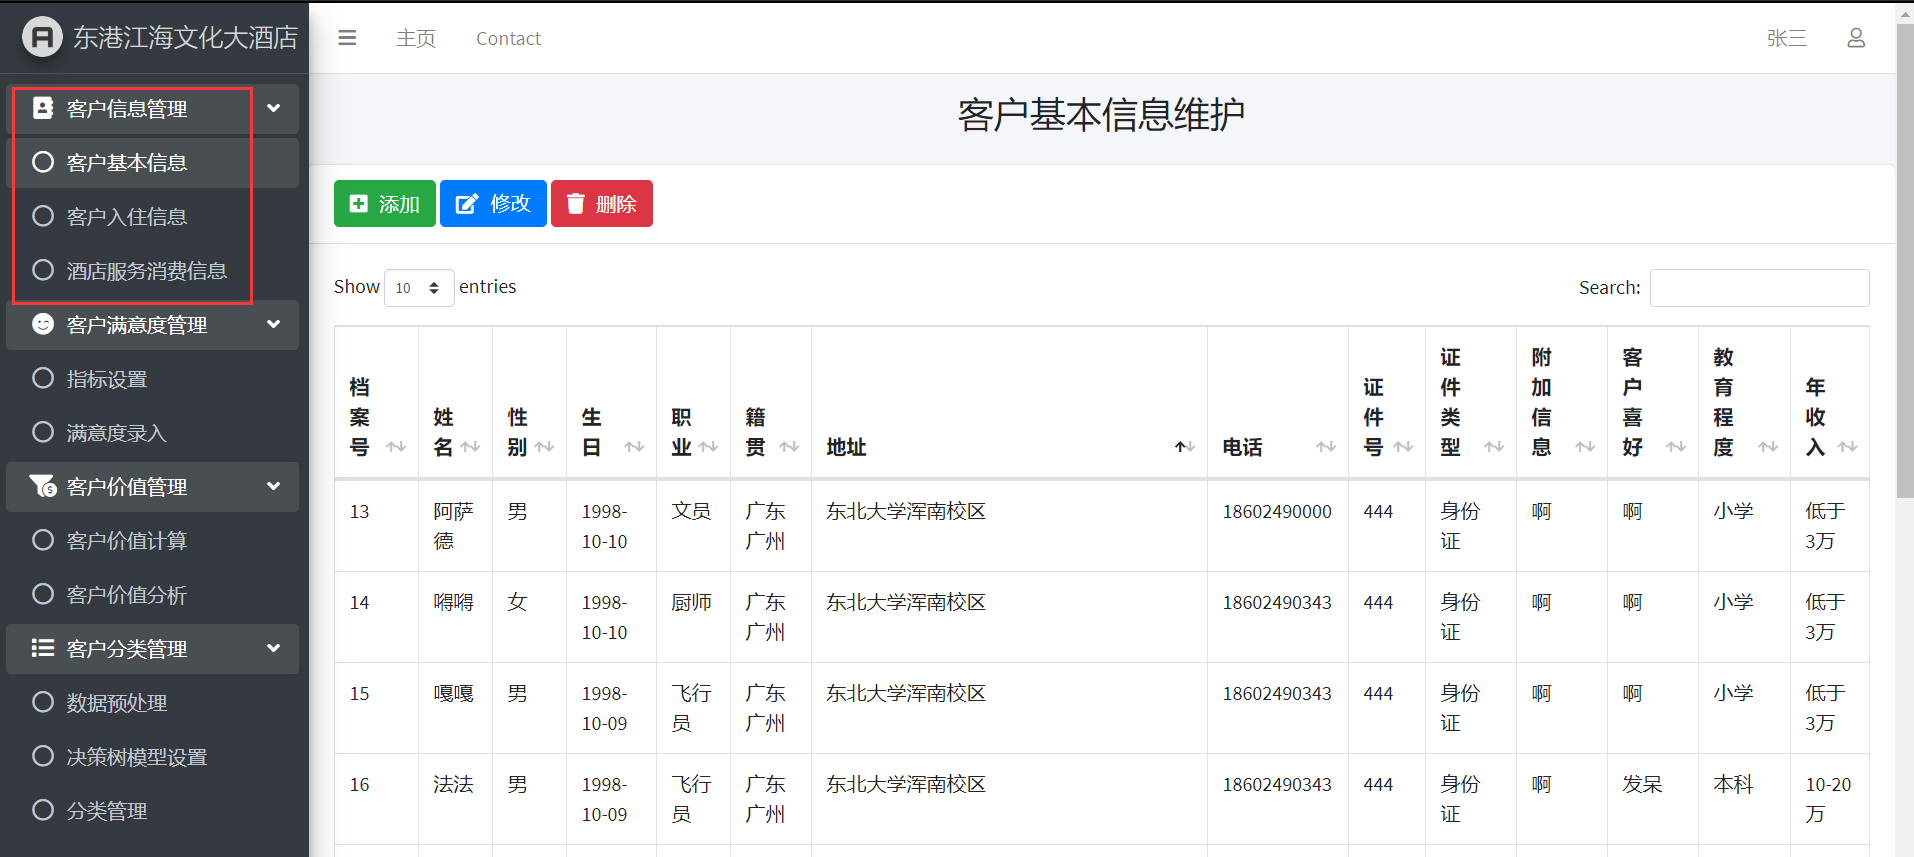 东港江海文化大酒店
主页
Contact
张三
客户信息管理
客户基本信息
客户入住信息
酒店服务消费信息
客户满意度管理
指标设置
满意度录入
客户价值管理
客户价值计算
客户价值分析
客户分类管理
数据预处理
决策树模型设置
分类管理
客户基本信息维护
添加
修改
删除
Show 10 entries
Search:
档案号 姓名 性别 生日 职业 籍贯 地址 电话 证件号 证件类型 附加信息 客户喜好 教育程度 年收入
13 阿萨德 男 1998-10-10 文员 广东广州 东北大学浑南校区 18602490000 444 身份证 啊 啊 小学 低于3万
14 嘚嘚 女 1998-10-10 厨师 广东广州 东北大学浑南校区 18602490343 444 身份证 啊 啊 小学 低于3万
15 嘎嘎 男 1998-10-09 飞行员 广东广州 东北大学浑南校区 18602490343 444 身份证 啊 啊 小学 低于3万
16 法法 男 1998-10-09 飞行员 广东广州 东北大学浑南校区 18602490343 444 身份证 啊 发呆 本科 10-20万